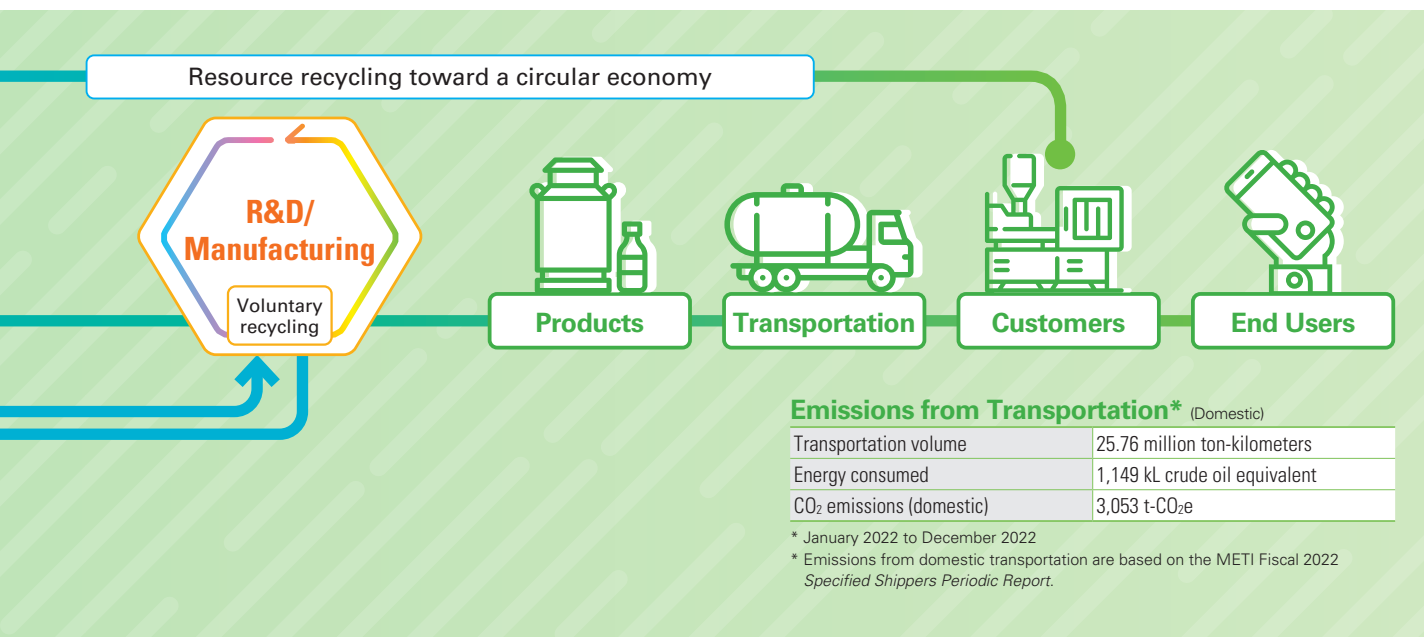 Resource recycling toward a circular economy
R&D/
Manufacturing
Voluntary
recycling
Products
Transportation
Customers
End Users
Emissions from Transportation* (Domestic)
Transportation volume 25.76 million ton-kilometers
Energy consumed 1,149 kL crude oil equivalent
CO₂ emissions (domestic) 3,053 t-CO₂e
* January 2022 to December 2022
* Emissions from domestic transportation are based on the METI Fiscal 2022
Specified Shippers Periodic Report.